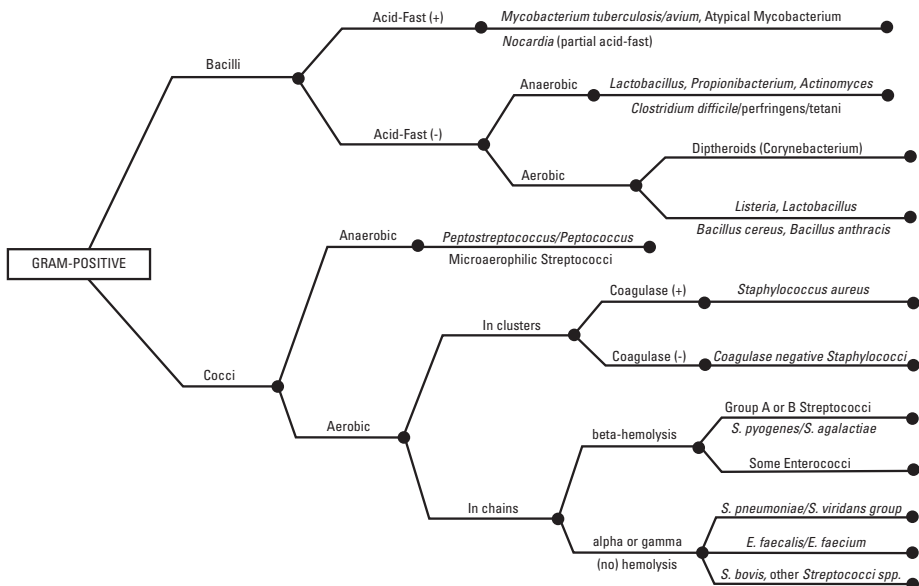 Acid-Fast (+)
Mycobacterium tuberculosis/avium, Atypical Mycobacterium
Nocardia (partial acid-fast)
Bacilli
Anaerobic
Lactobacillus, Propionibacterium, Actinomyces
Clostridium difficile/perfringens/tetani
Acid-Fast (-)
Diptheroids (Corynebacterium)
Aerobic
Listeria, Lactobacillus
Bacillus cereus, Bacillus anthracis
Anaerobic
Peptostreptococcus/Peptococcus
Microaerophilic Streptococci
GRAM-POSITIVE
Coagulase (+)
Staphylococcus aureus
In clusters
Coagulase (-)
Coagulase negative Staphylococci
Cocci
Group A or B Streptococci
S. pyogenes/S. agalactiae
Aerobic
beta-hemolysis
Some Enterococci
In chains
S. pneumoniae/S. viridans group
alpha or gamma
(no) hemolysis
E. faecalis/E. faecium
S. bovis, other Streptococci spp.